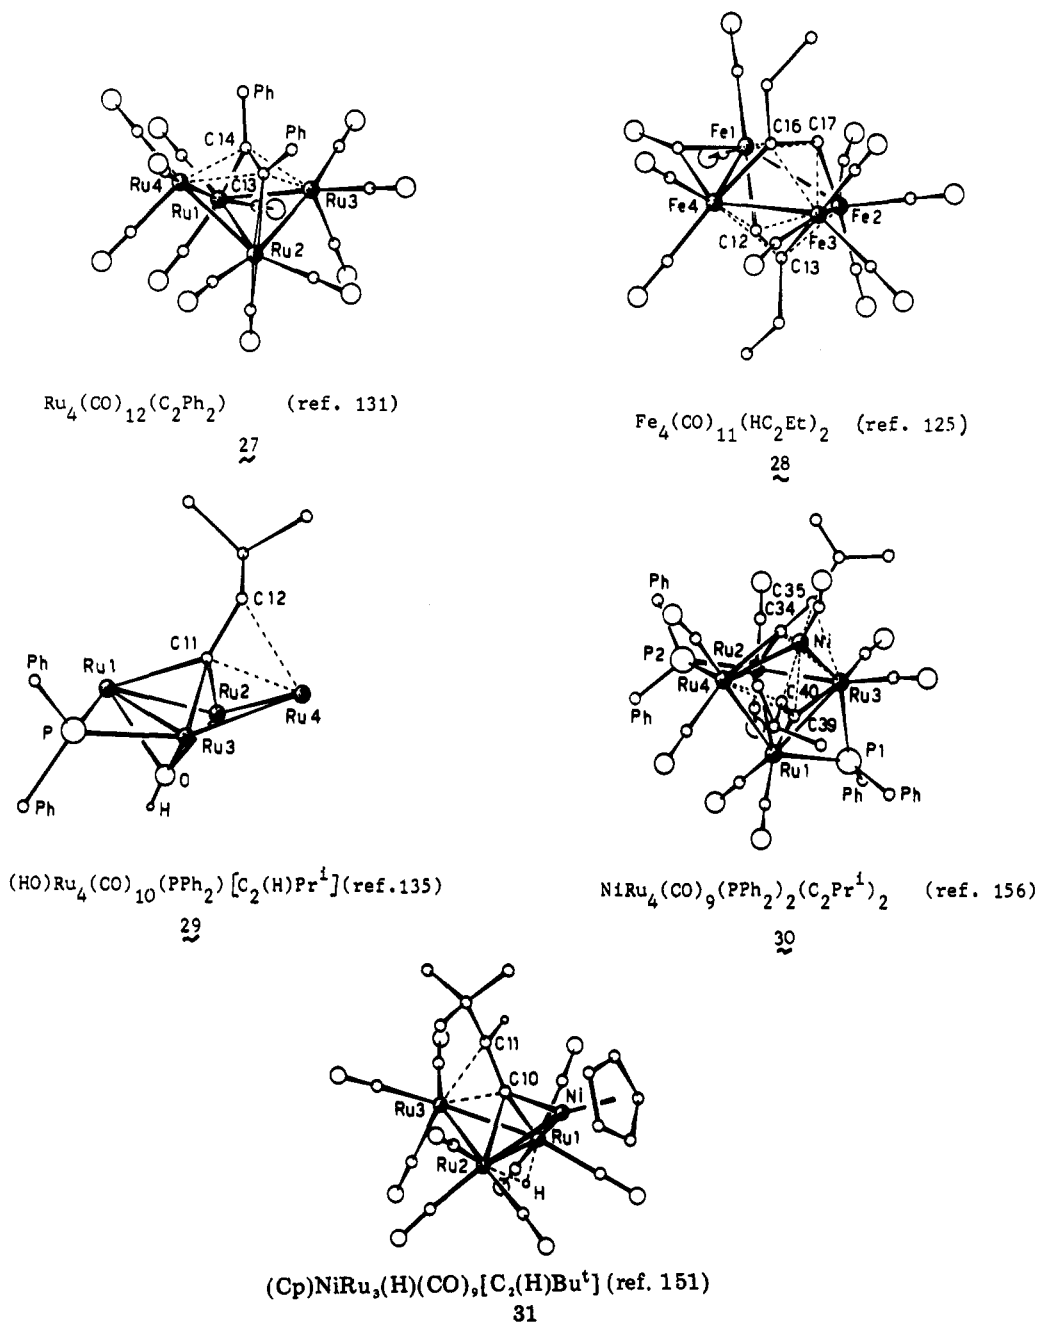 Ph
Ph
C14
C13
Ru4
Ru1
Ru3
Ru2
Ru₄(CO)₁₂(C₂Ph₂) (ref. 131)
27
Fe1
C16
C17
Fe4
Fe2
C12
Fe3
C13
Fe₄(CO)₁₁(HC₂Et)₂ (ref. 125)
28
C12
C11
Ph
Ru1
Ru2
Ru4
P
Ru3
O
H
Ph
(HO)Ru₄(CO)₁₀(PPh₂)[C₂(H)Prⁱ](ref.135)
29
Ph
C35
C34
Ni
P2
Ru2
Ru4
C40
Ru3
Ph
C39
Ru1
P1
Ph
Ph
NiRu₄(CO)₉(PPh₂)₂(C₂Prⁱ)₂ (ref. 156)
30
C11
C10
Ni
Ru3
Ru1
Ru2
H
(Cp)NiRu₃(H)(CO)₉[C₂(H)Buᵗ] (ref. 151)
31